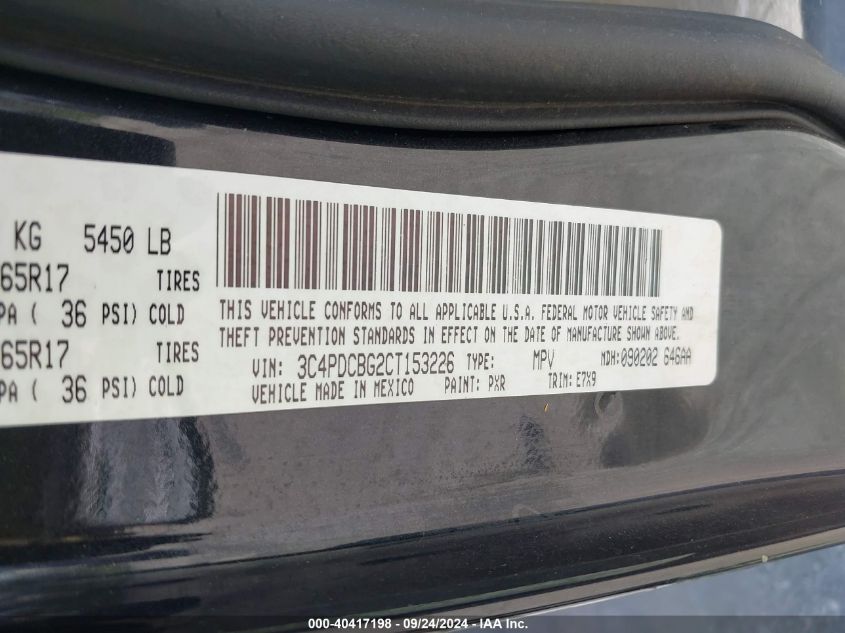 KG 5450 LB
65R17 TIRES
PA ( 36 PSI) COLD
65R17 TIRES
PA ( 36 PSI) COLD
THIS VEHICLE CONFORMS TO ALL APPLICABLE U.S.A. FEDERAL MOTOR VEHICLE SAFETY AND
THEFT PREVENTION STANDARDS IN EFFECT ON THE DATE OF MANUFACTURE SHOWN ABOVE.
VIN: 3C4PDCBG2CT153226 TYPE: MPV MDH:090202 646AA
VEHICLE MADE IN MEXICO PAINT: PXR TRIM: E7X9
000-40417198 - 09/24/2024 - IAA Inc.